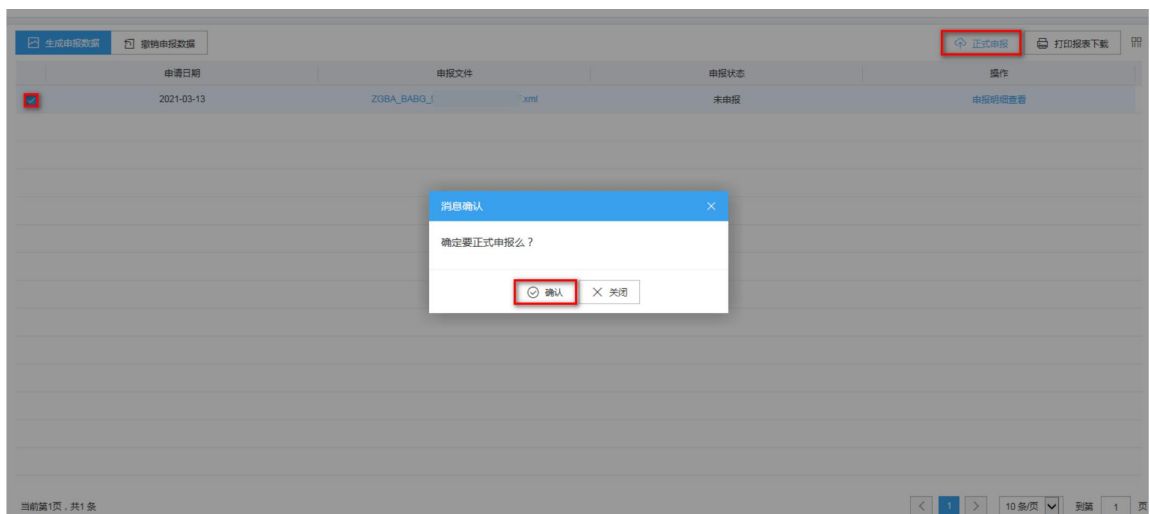 生成申报数据 撤销申报数据 正式申报 打印报表下载
申请日期 申报文件 申报状态 操作
2021-03-13 ZGBA_BABG_ .xml 未申报 申报明细查看
消息确认
确定要正式申报么？
确认 关闭
当前第1页，共1条 1 10条/页 到第 1 页